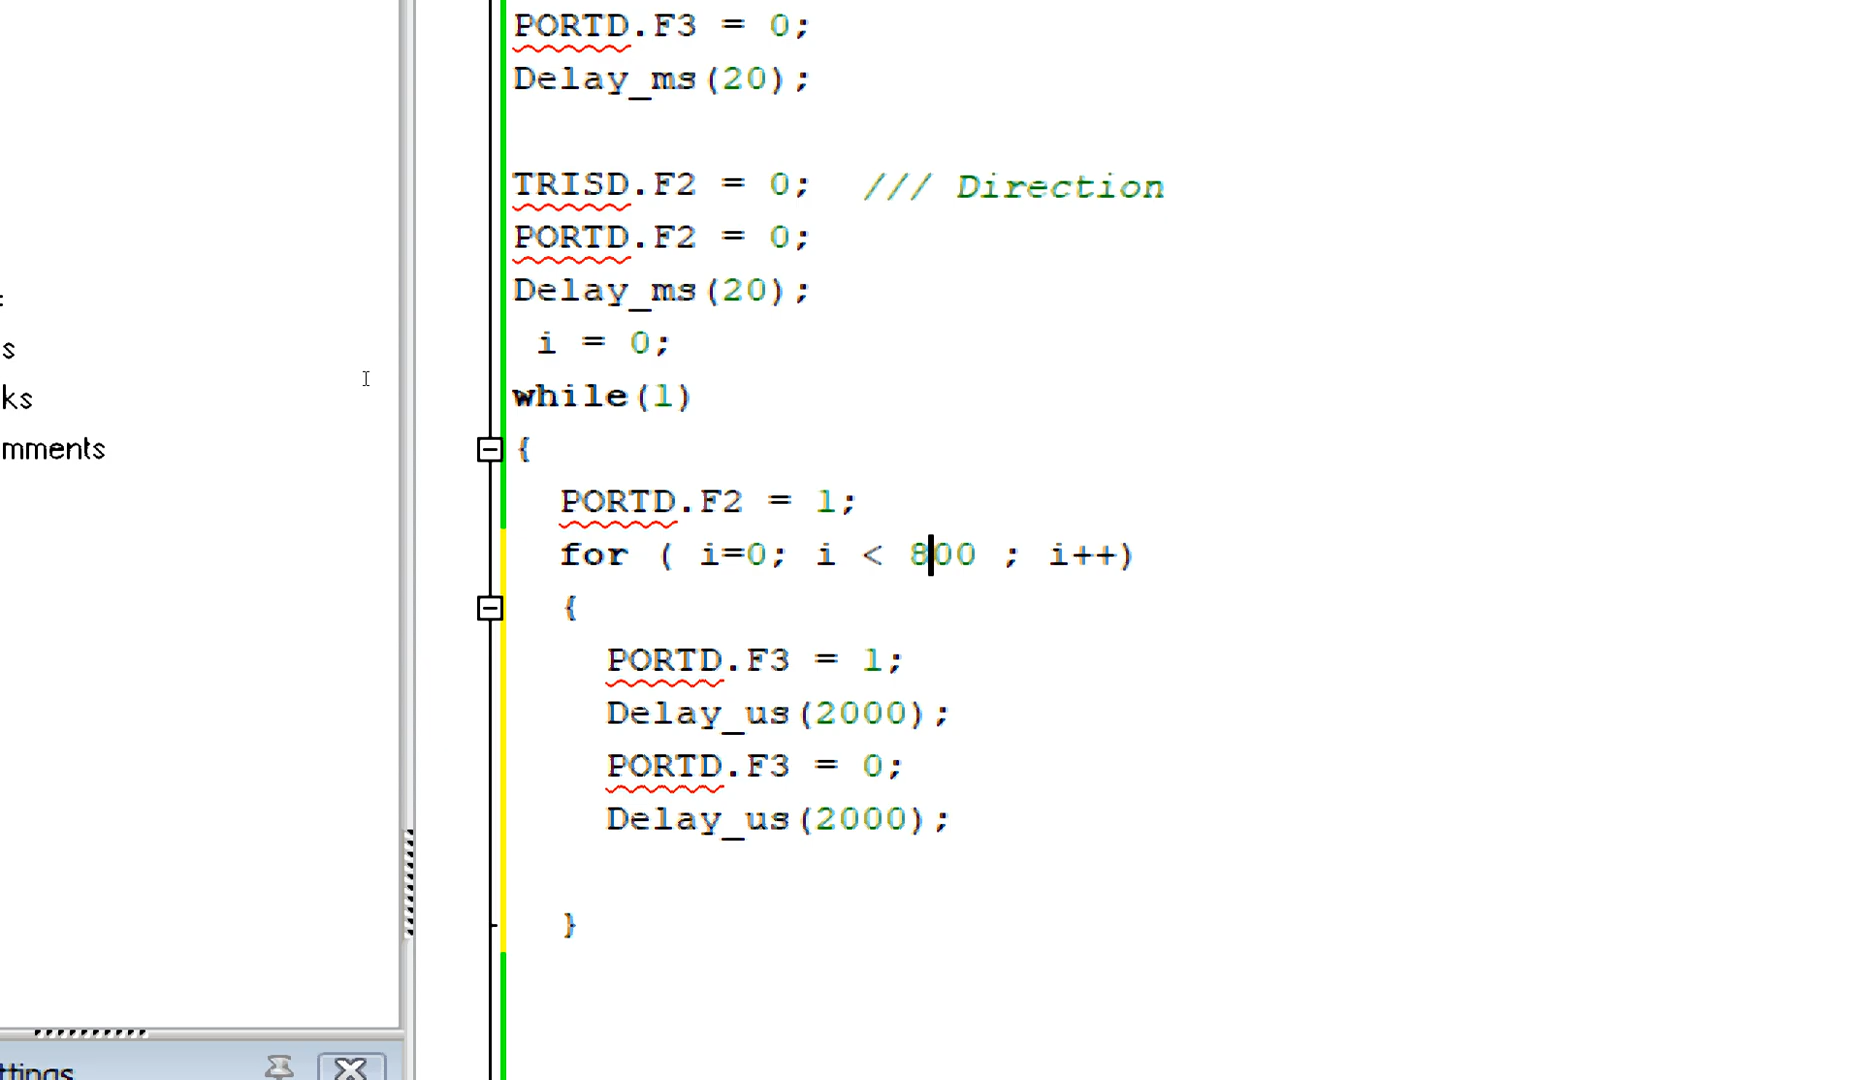 PORTD.F3 = 0;
Delay_ms(20);
TRISD.F2 = 0; /// Direction
PORTD.F2 = 0;
Delay_ms(20);
i = 0;
s
while(1)
ks
mments
{
PORTD.F2 = 1;
for ( i=0; i < 800 ; i++)
{
PORTD.F3 = 1;
Delay_us(2000);
PORTD.F3 = 0;
Delay_us(2000);
}
ttings